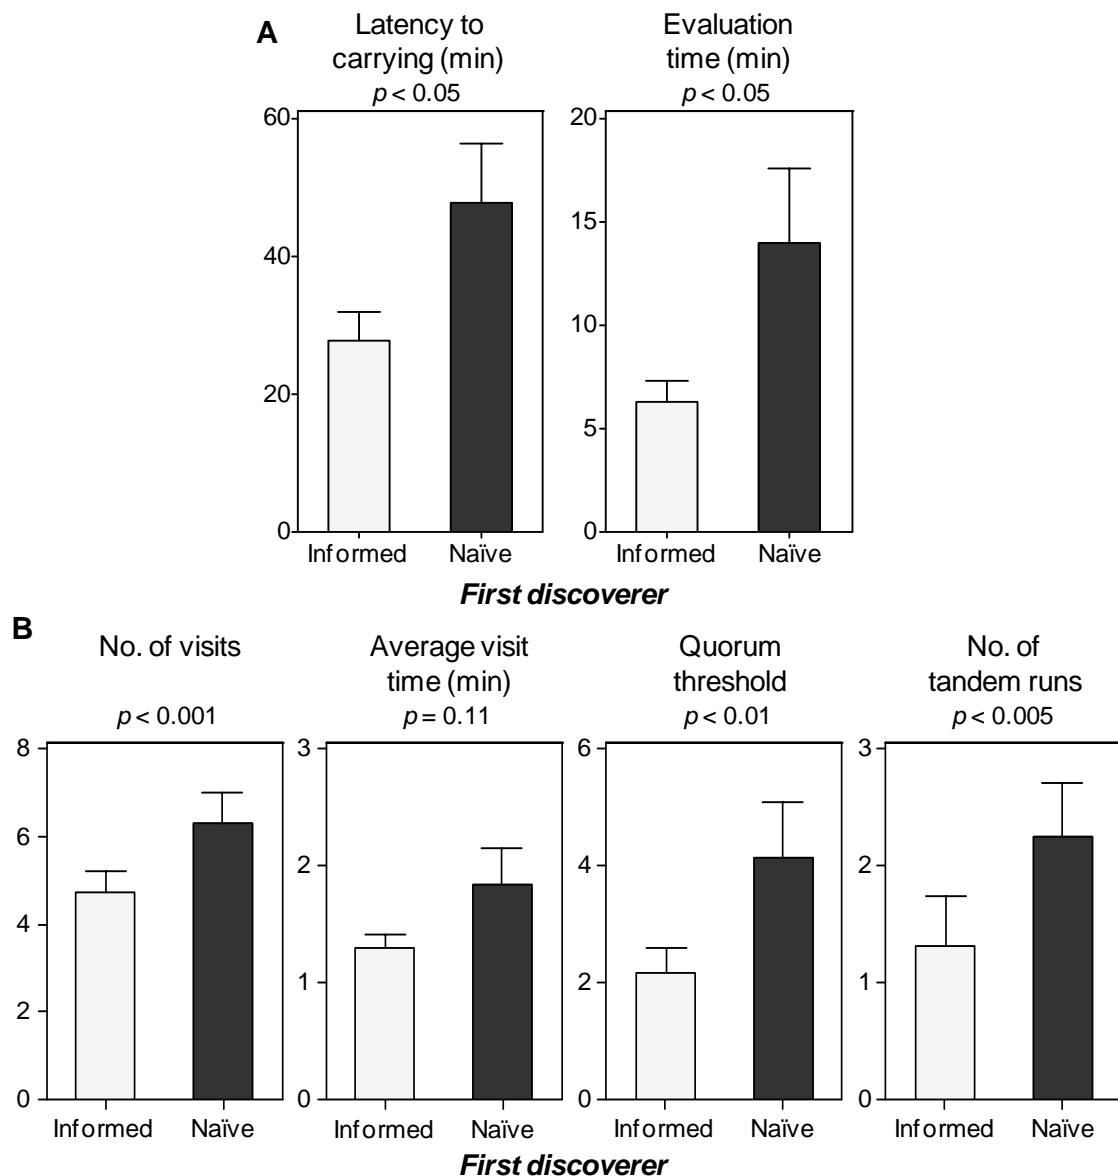 A
Latency to
carrying (min)
p < 0.05
60
40
20
0
Informed
Naïve
Evaluation
time (min)
p < 0.05
20
15
10
5
0
Informed
Naïve
First discoverer
B
No. of visits
p < 0.001
8
6
4
2
0
Informed
Naïve
Average visit
time (min)
p = 0.11
3
2
1
0
Informed
Naïve
Quorum
threshold
p < 0.01
6
4
2
0
Informed
Naïve
No. of
tandem runs
p < 0.005
3
2
1
0
Informed
Naïve
First discoverer